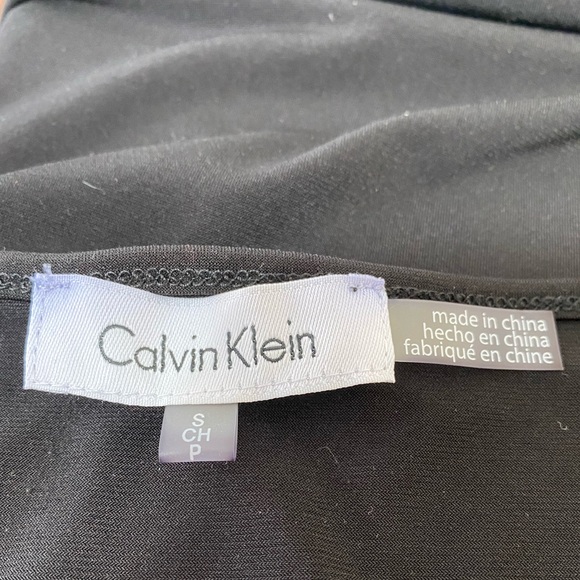 Calvin Klein
made in china
hecho en china
fabriqué en chine
S
CH
P